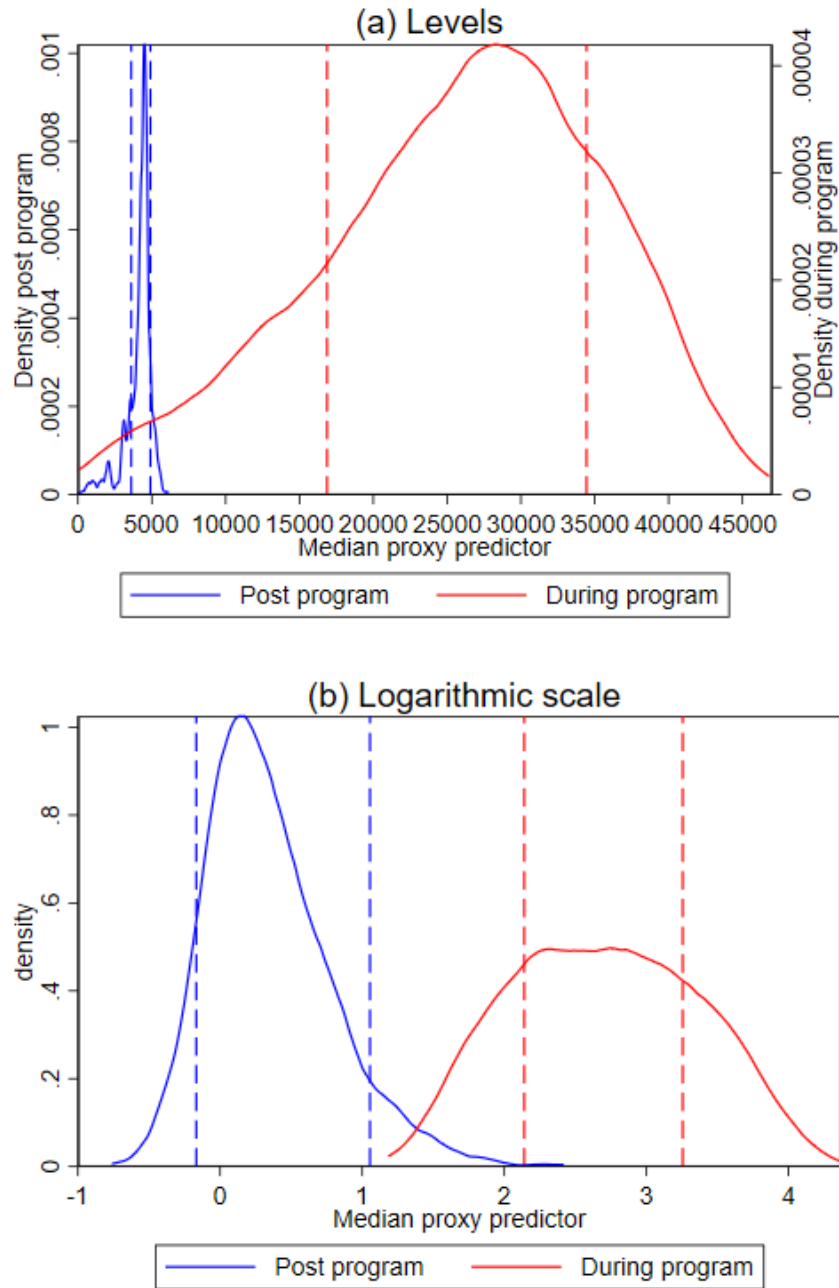 (a) Levels
.001
.0008
.0006
.0004
.0002
0
Density post program
.00004
.00003
.00002
.00001
0
Density during program
0 5000 10000 15000 20000 25000 30000 35000 40000 45000
Median proxy predictor
Post program During program
(b) Logarithmic scale
1
.8
.6
.4
.2
0
density
-1 0 1 2 3 4
Median proxy predictor
Post program During program